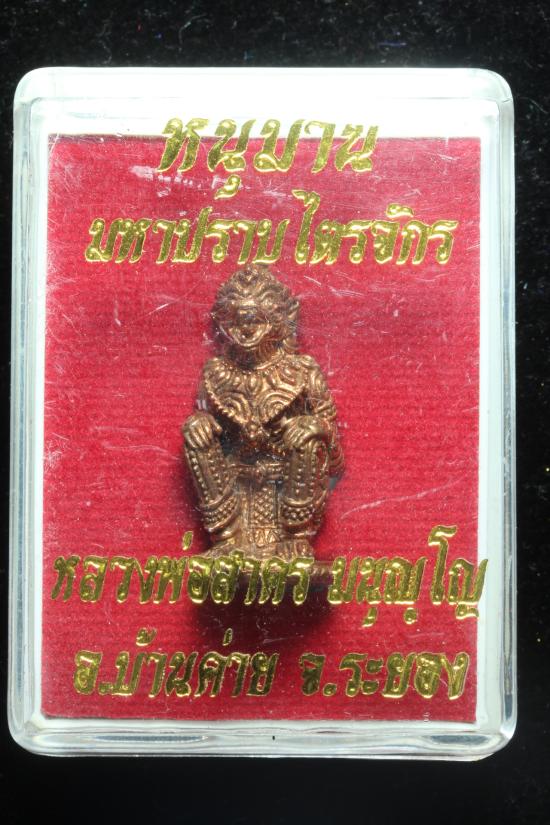 หนุมาน
มหาปราบไตรจักร
หลวงพ่อสาคร มนุญฺโญ
อ.บ้านค่าย จ.ระยอง